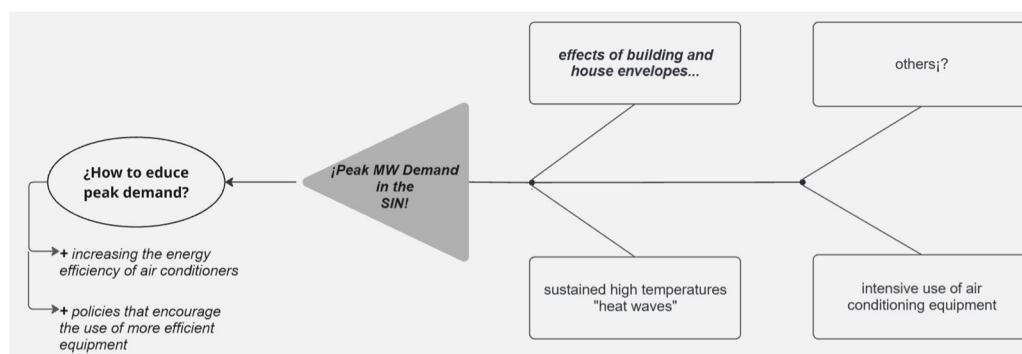 effects of building and
house envelopes...
others¡?
¿How to educe
peak demand?
¡Peak MW Demand
in the
SIN!
+ increasing the energy
efficiency of air conditioners
+ policies that encourage
the use of more efficient
equipment
sustained high temperatures
"heat waves"
intensive use of air
conditioning equipment